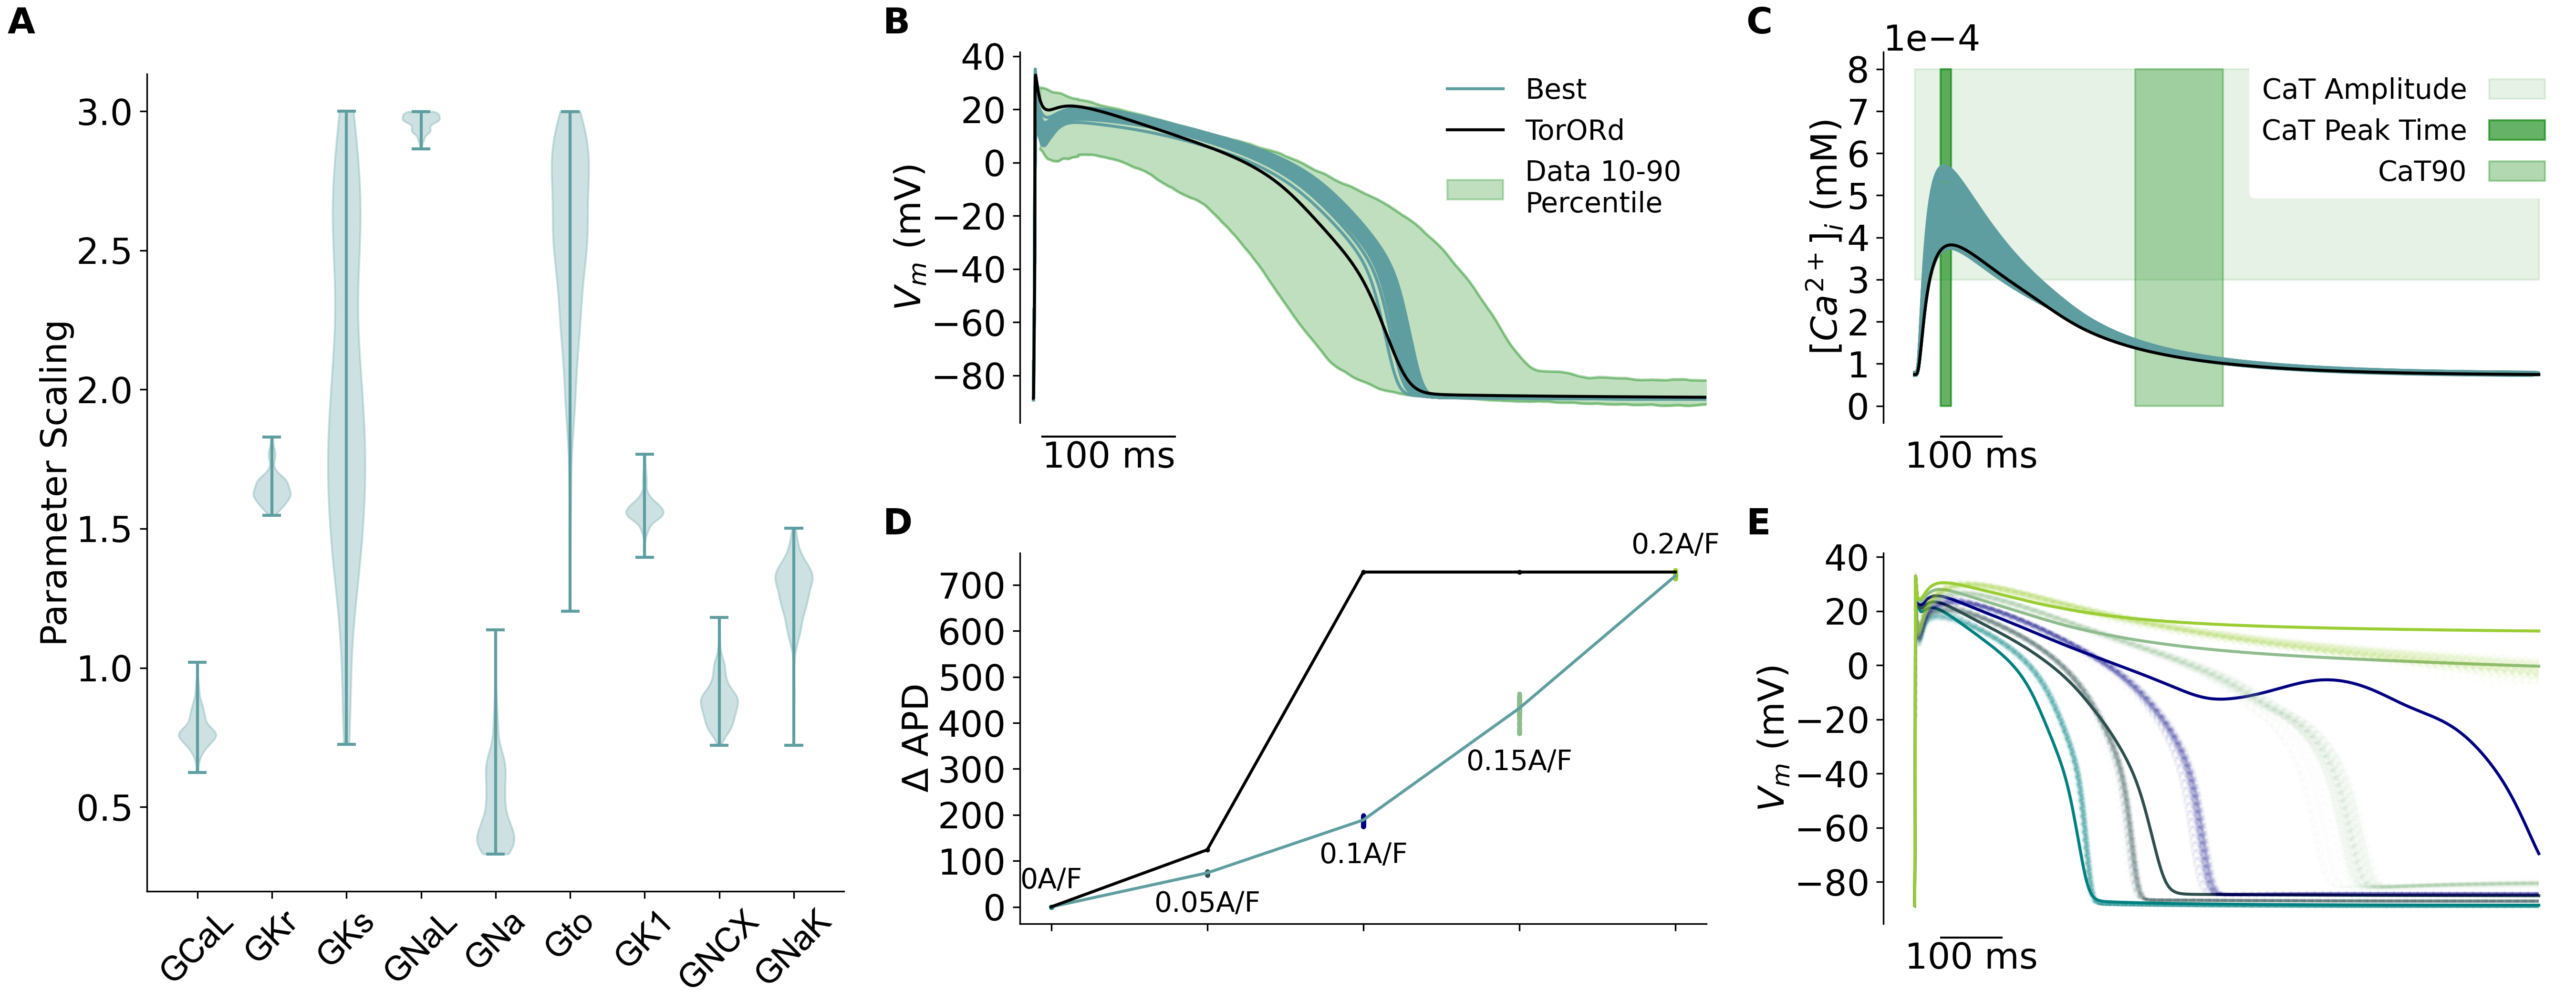 A
Parameter Scaling
3.0
2.5
2.0
1.5
1.0
0.5
GCaL
GKr
GKs
GNaL
GNa
Gto
GK1
GNCX
GNaK
B
V_m (mV)
40
20
0
−20
−40
−60
−80
Best
TorORd
Data 10-90
Percentile
100 ms
C
1e−4
[Ca²⁺]ᵢ (mM)
8
7
6
5
4
3
2
1
0
CaT Amplitude
CaT Peak Time
CaT90
100 ms
D
Δ APD
700
600
500
400
300
200
100
0
0A/F
0.05A/F
0.1A/F
0.15A/F
0.2A/F
E
V_m (mV)
40
20
0
−20
−40
−60
−80
100 ms